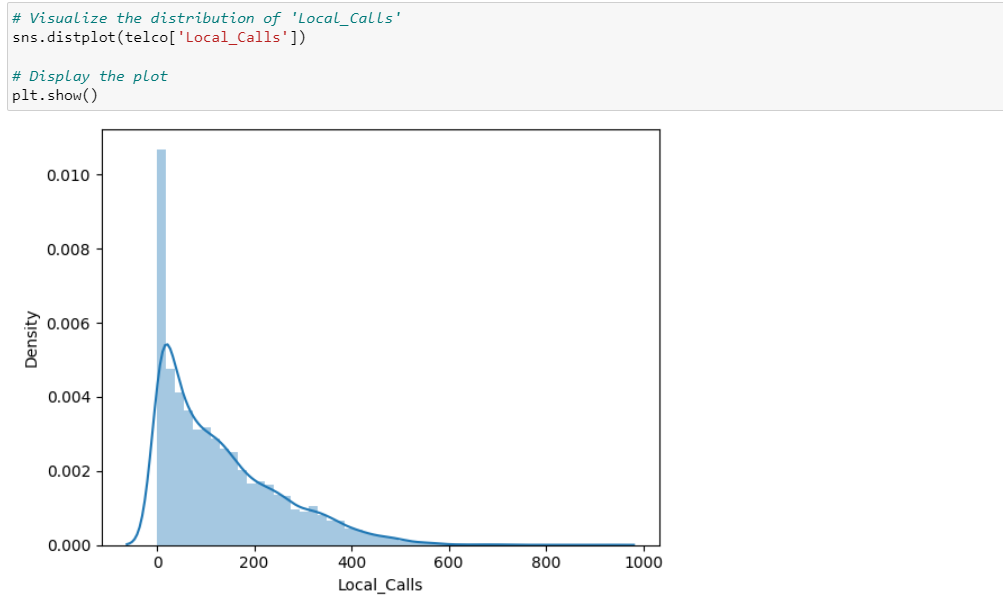 # Visualize the distribution of 'Local_Calls'
sns.distplot(telco['Local_Calls'])
# Display the plot
plt.show()
0.010
0.008
0.006
0.004
0.002
0.000
Density
0 200 400 600 800 1000
Local_Calls